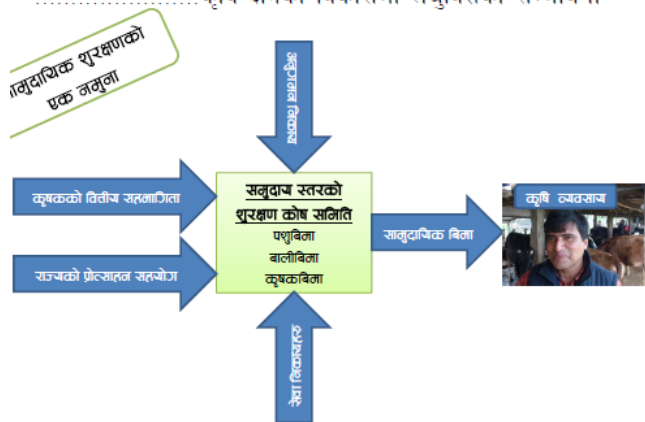 सामुदायिक शुरक्षणको
एक नमुना
अनुगमन निकाय
कृषकको वित्तीय सहभागिता
राज्यको प्रोत्साहन सहयोग
समुदाय स्तरको
शुरक्षण कोष समिति
पशुबिमा
बालीबिमा
कृषकबिमा
सामुदायिक बिमा
कृषि व्यवसाय
सेवा निकायहरु